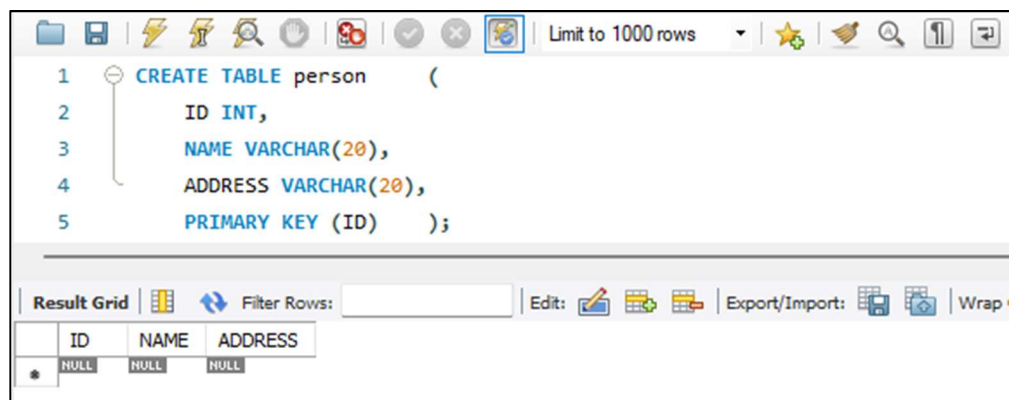 Limit to 1000 rows
1 CREATE TABLE person (
2 ID INT,
3 NAME VARCHAR(20),
4 ADDRESS VARCHAR(20),
5 PRIMARY KEY (ID) );
Result Grid Filter Rows: Edit: Export/Import: Wrap
ID NAME ADDRESS
* NULL NULL NULL